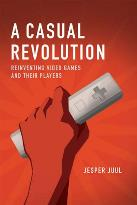 A CASUAL
REVOLUTION
REINVENTING VIDEO GAMES
AND THEIR PLAYERS
JESPER JUUL